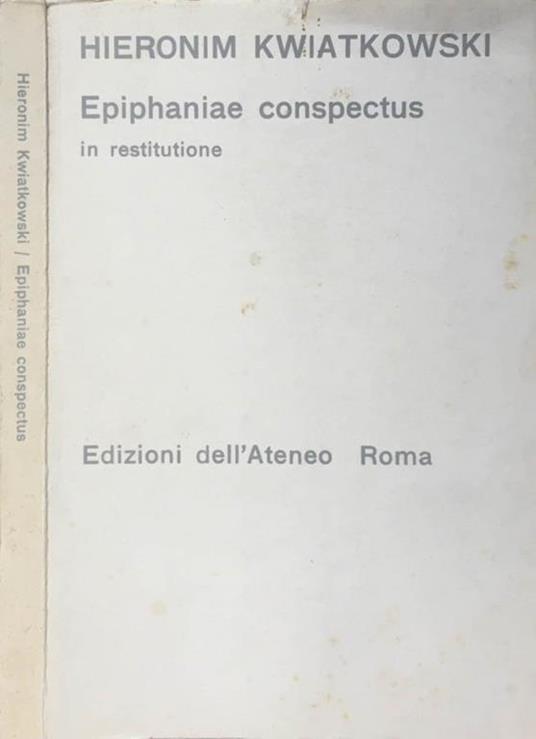 Hieronim Kwiatkowski / Epiphaniae conspectus
HIERONIM KWIATKOWSKI
Epiphaniae conspectus
in restitutione
Edizioni dell'Ateneo Roma